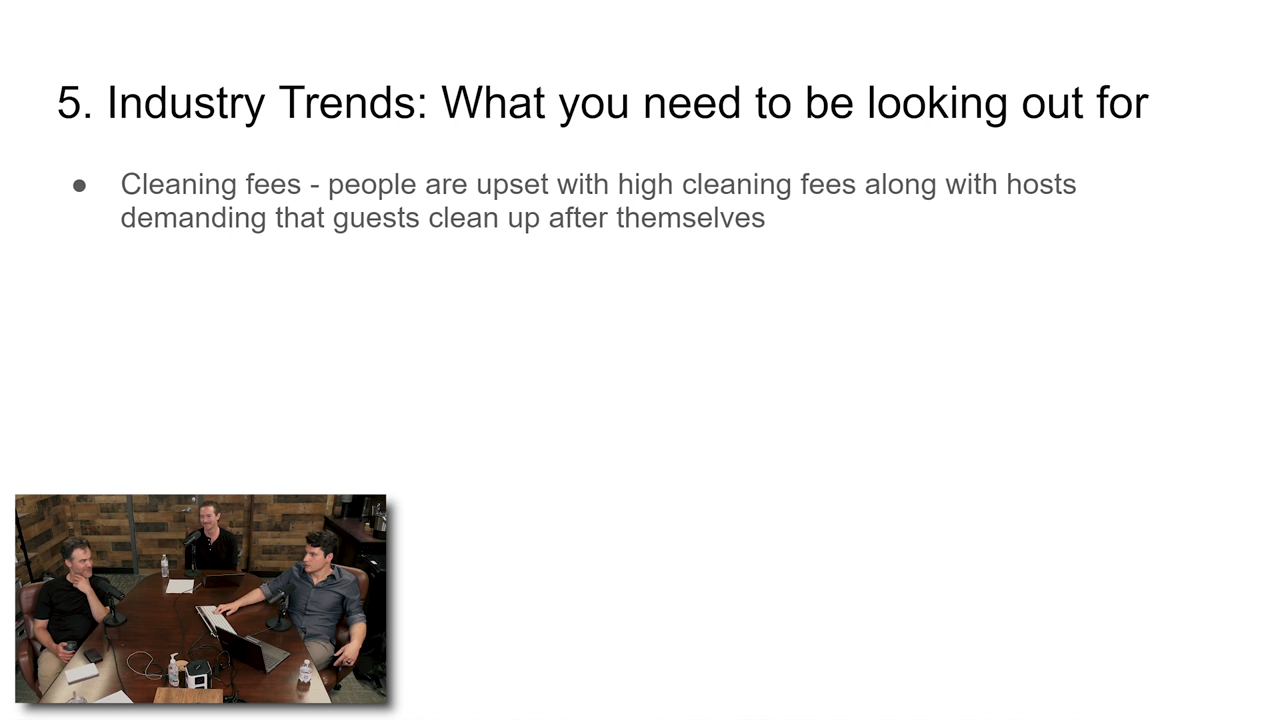 5. Industry Trends: What you need to be looking out for
● Cleaning fees - people are upset with high cleaning fees along with hosts
demanding that guests clean up after themselves